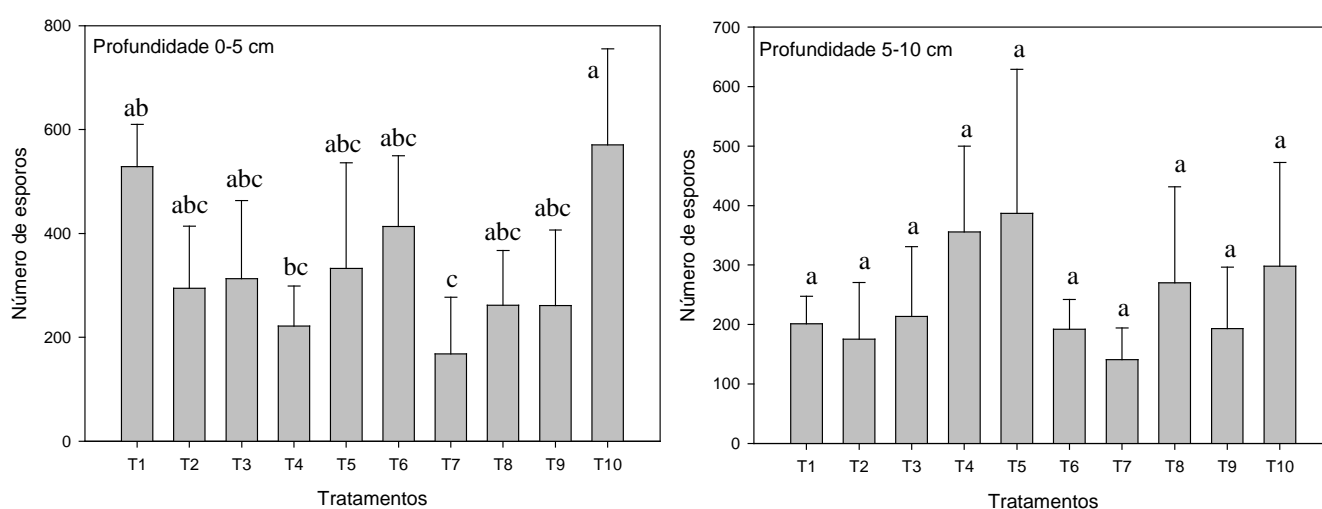 Profundidade 0-5 cm
Número de esporos
800
600
400
200
0
ab
abc
abc
bc
abc
abc
c
abc
abc
a
T1 T2 T3 T4 T5 T6 T7 T8 T9 T10
Tratamentos
Profundidade 5-10 cm
Número de esporos
700
600
500
400
300
200
100
0
a
a
a
a
a
a
a
a
a
a
T1 T2 T3 T4 T5 T6 T7 T8 T9 T10
Tratamentos